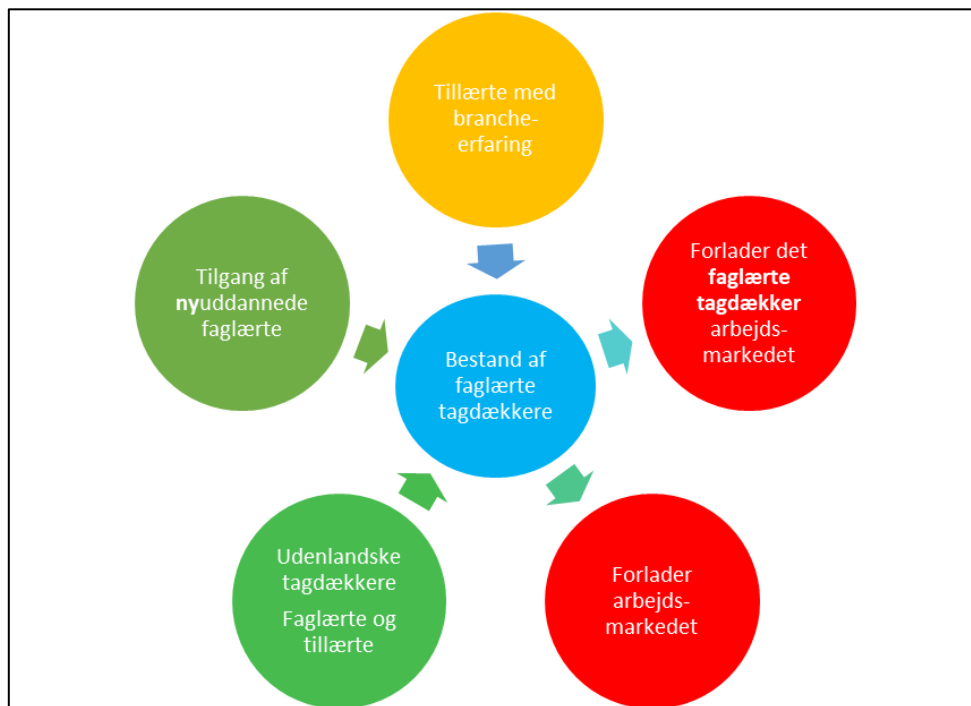 Tillærte med
branche-
erfaring
Tilgang af
nyuddannede
faglærte
Forlader det
faglærte
tagdækker
arbejds-
markedet
Bestand af
faglærte
tagdækkere
Udenlandske
tagdækkere
Faglærte og
tillærte
Forlader
arbejds-
markedet